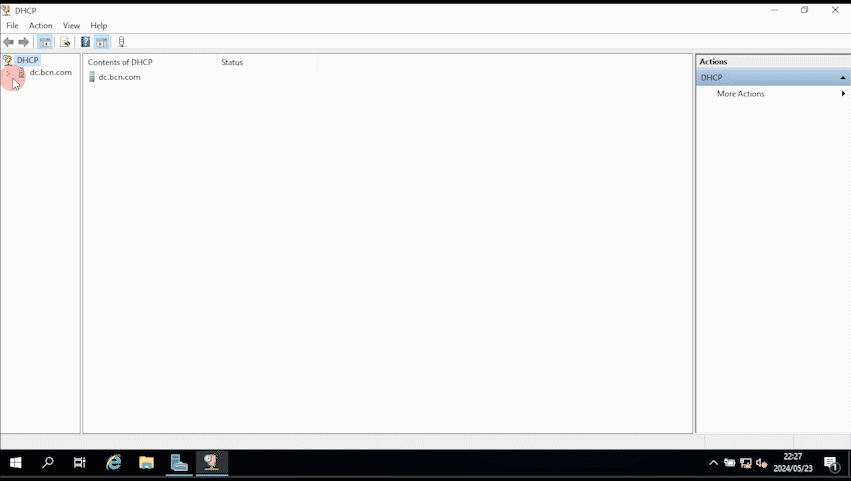 DHCP
File Action View Help
DHCP
dc.bcn.com
Contents of DHCP Status
dc.bcn.com
Actions
DHCP
More Actions
22:27
2024/05/23
1